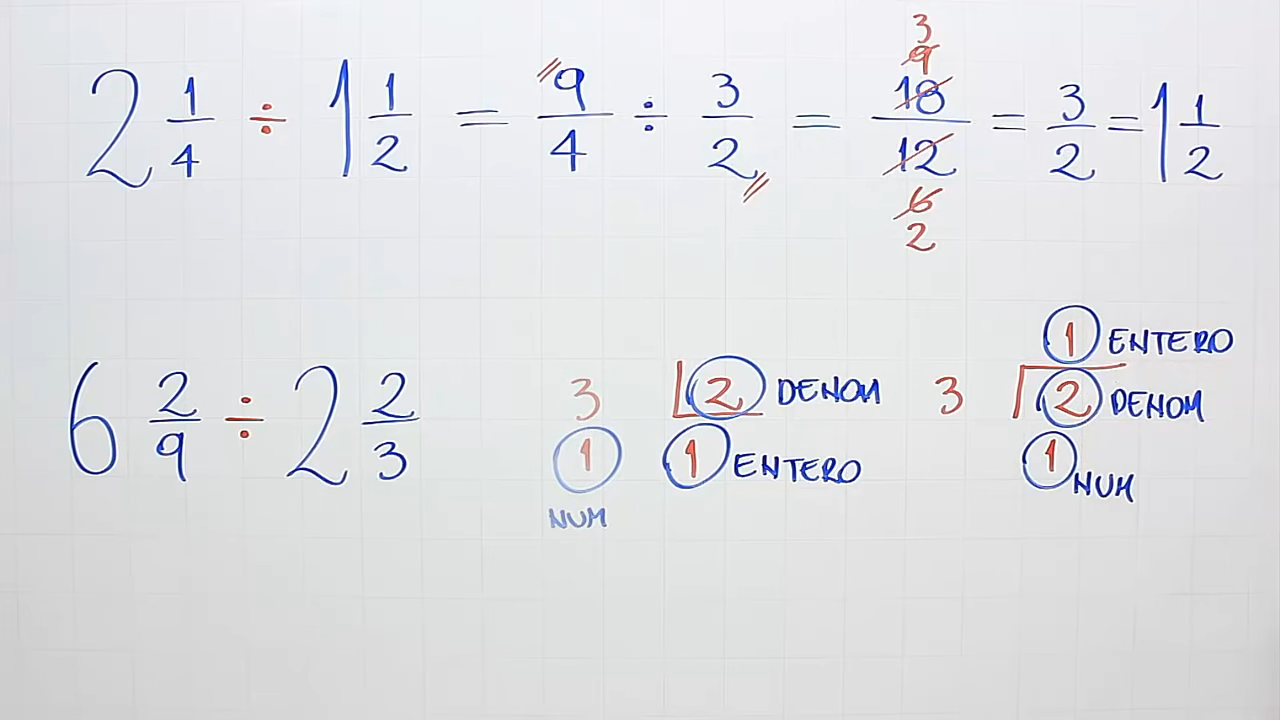 2 1/4 ÷ 1 1/2 = 9/4 ÷ 3/2 = 18/12 = 3/2 = 1 1/2
3
9
6
2
6 2/9 ÷ 2 2/3
3 2 DENOM
1 1 ENTERO
NUM
1 ENTERO
3 2 DENOM
1 NUM